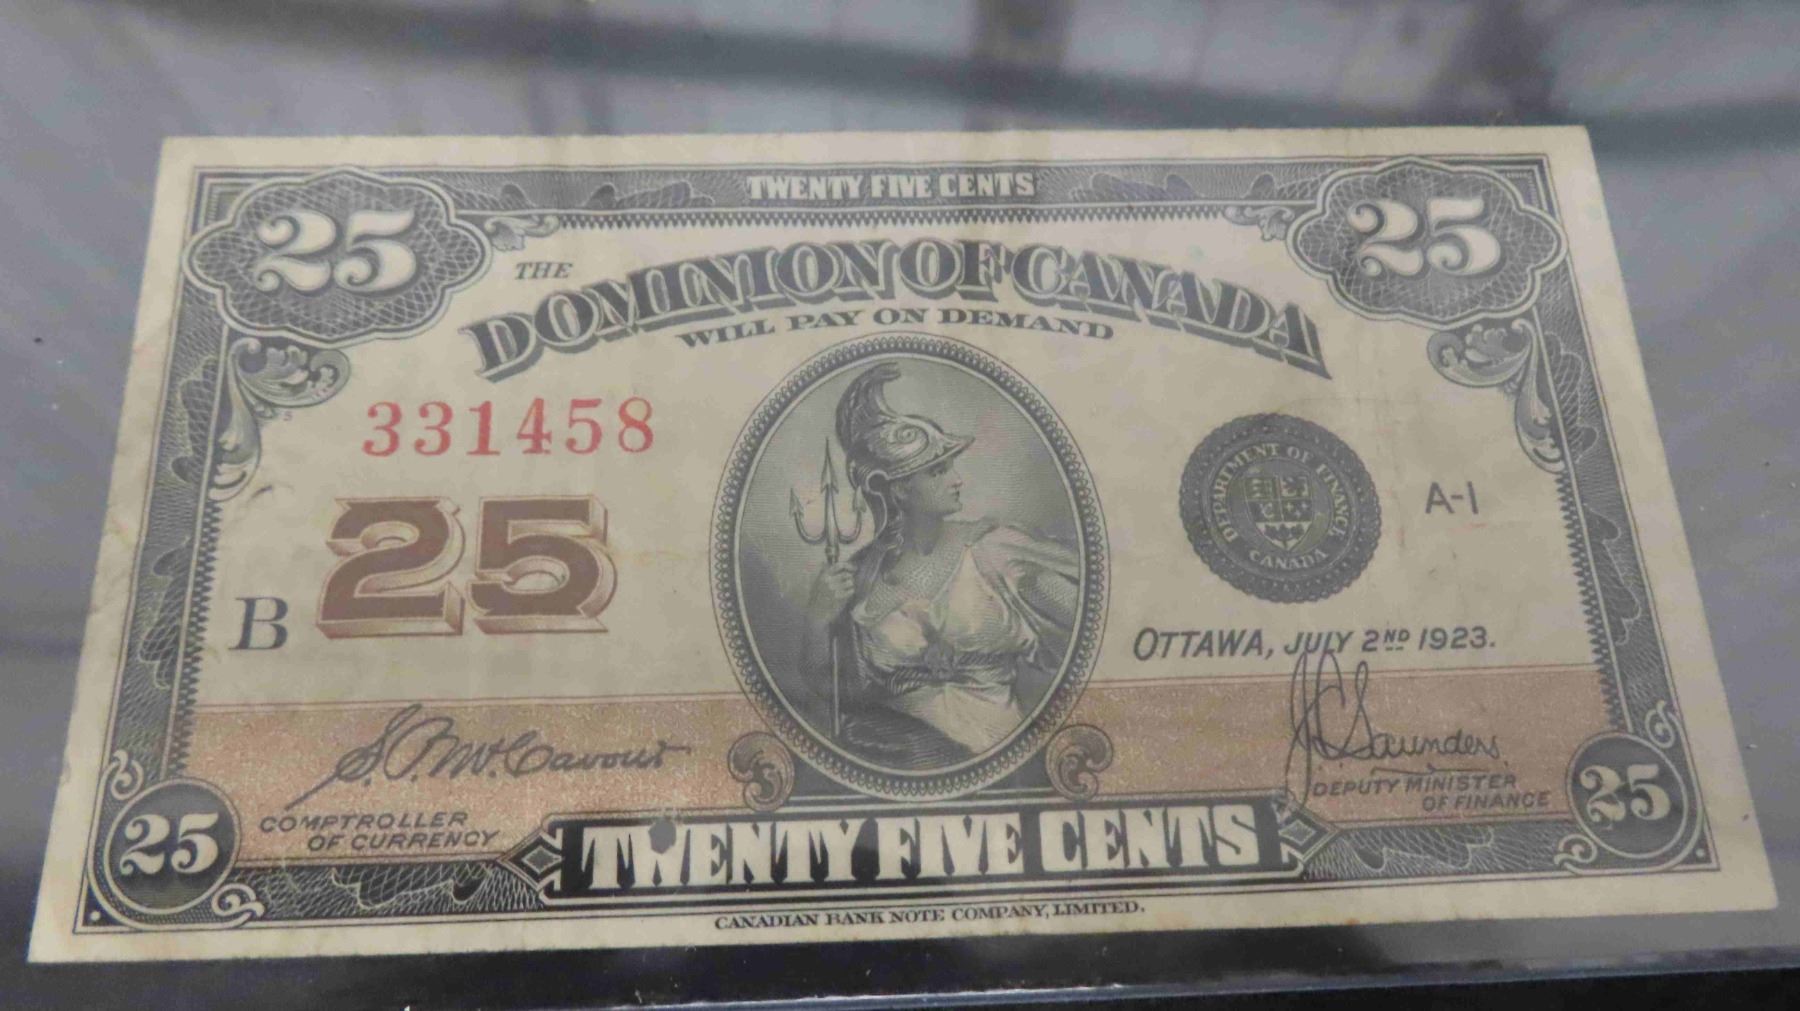 TWENTY FIVE CENTS
25
25
THE
DOMINION OF CANADA
WILL PAY ON DEMAND
331458
S
25
DEPARTMENT OF FINANCE
CANADA
A-1
B
OTTAWA, JULY 2ND 1923.
J.C. Saunders
DEPUTY MINISTER
OF FINANCE
COMPTROLLER
OF CURRENCY
25
25
TWENTY FIVE CENTS
CANADIAN BANK NOTE COMPANY, LIMITED.